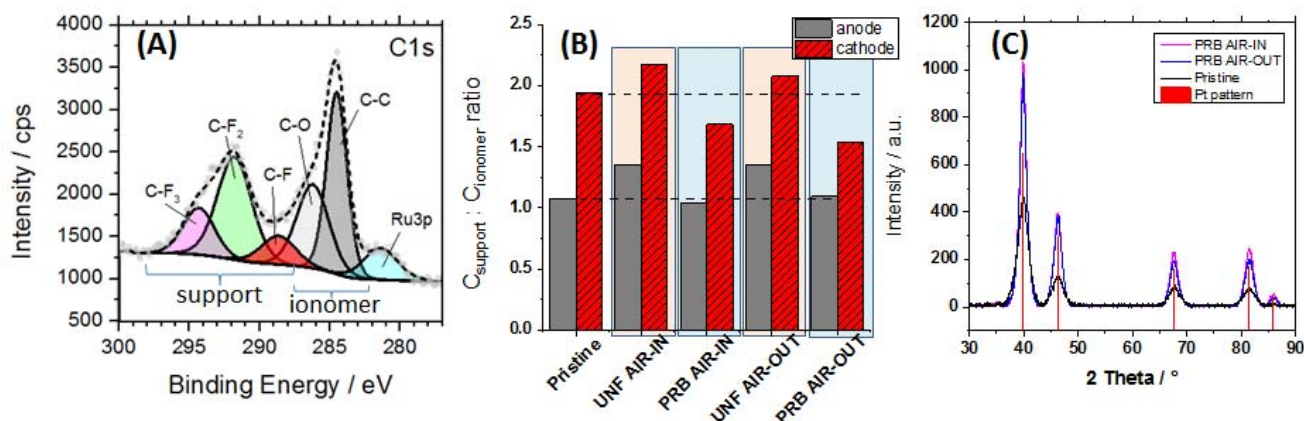 (A)
C1s
4000
3500
3000
2500
2000
1500
1000
500
Intensity / cps
C-F3
C-F2
C-F
C-O
C-C
Ru3p
support
ionomer
300 295 290 285 280
Binding Energy / eV
(B)
anode
cathode
2.5
2.0
1.5
1.0
0.5
0.0
Csupport : Cionomer ratio
Pristine
UNF AIR-IN
PRB AIR-IN
UNF AIR-OUT
PRB AIR-OUT
(C)
PRB AIR-IN
PRB AIR-OUT
Pristine
Pt pattern
1200
1000
800
600
400
200
0
Intensity / a.u.
30 40 50 60 70 80 90
2 Theta / °